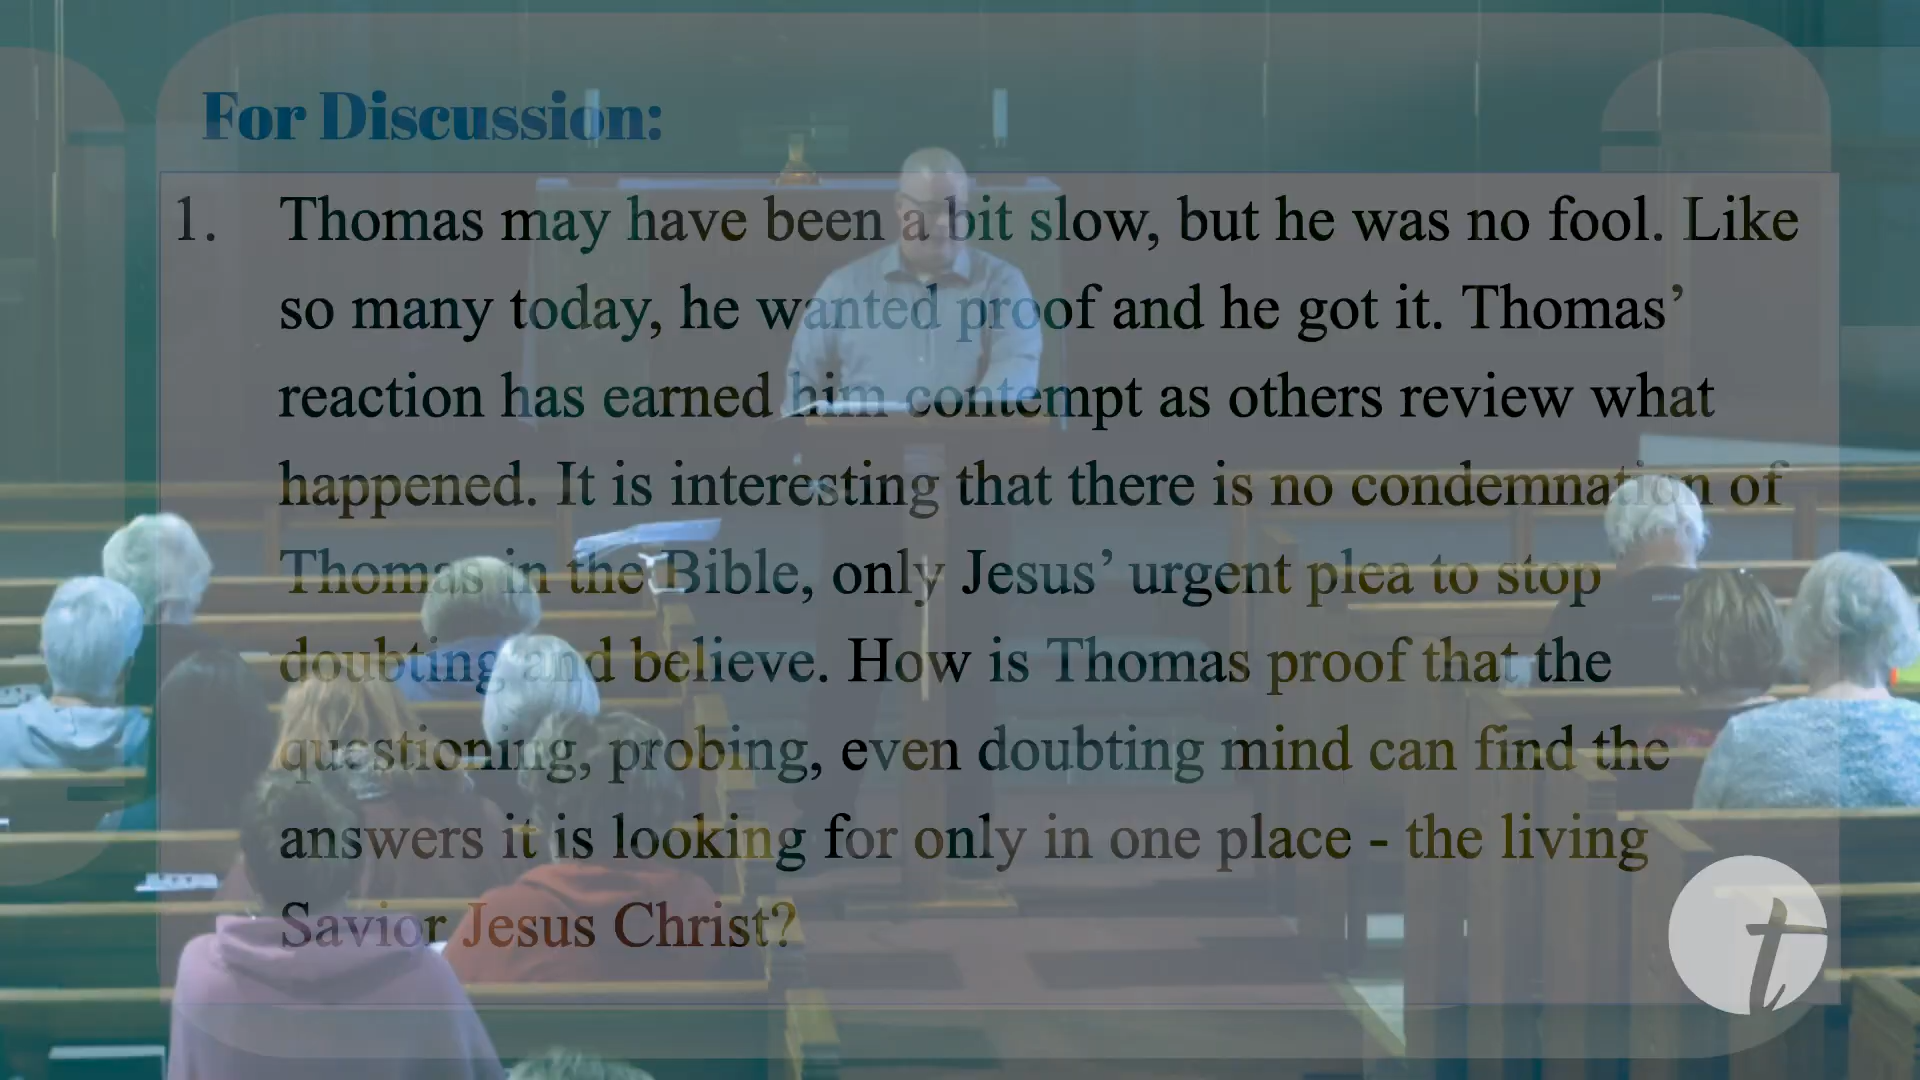 For Discussion:
1. Thomas may have been a bit slow, but he was no fool. Like
so many today, he wanted proof and he got it. Thomas’
reaction has earned him contempt as others review what
happened. It is interesting that there is no condemnation of
Thomas in the Bible, only Jesus’ urgent plea to stop
doubting and believe. How is Thomas proof that the
questioning, probing, even doubting mind can find the
answers it is looking for only in one place - the living
Savior Jesus Christ?
t